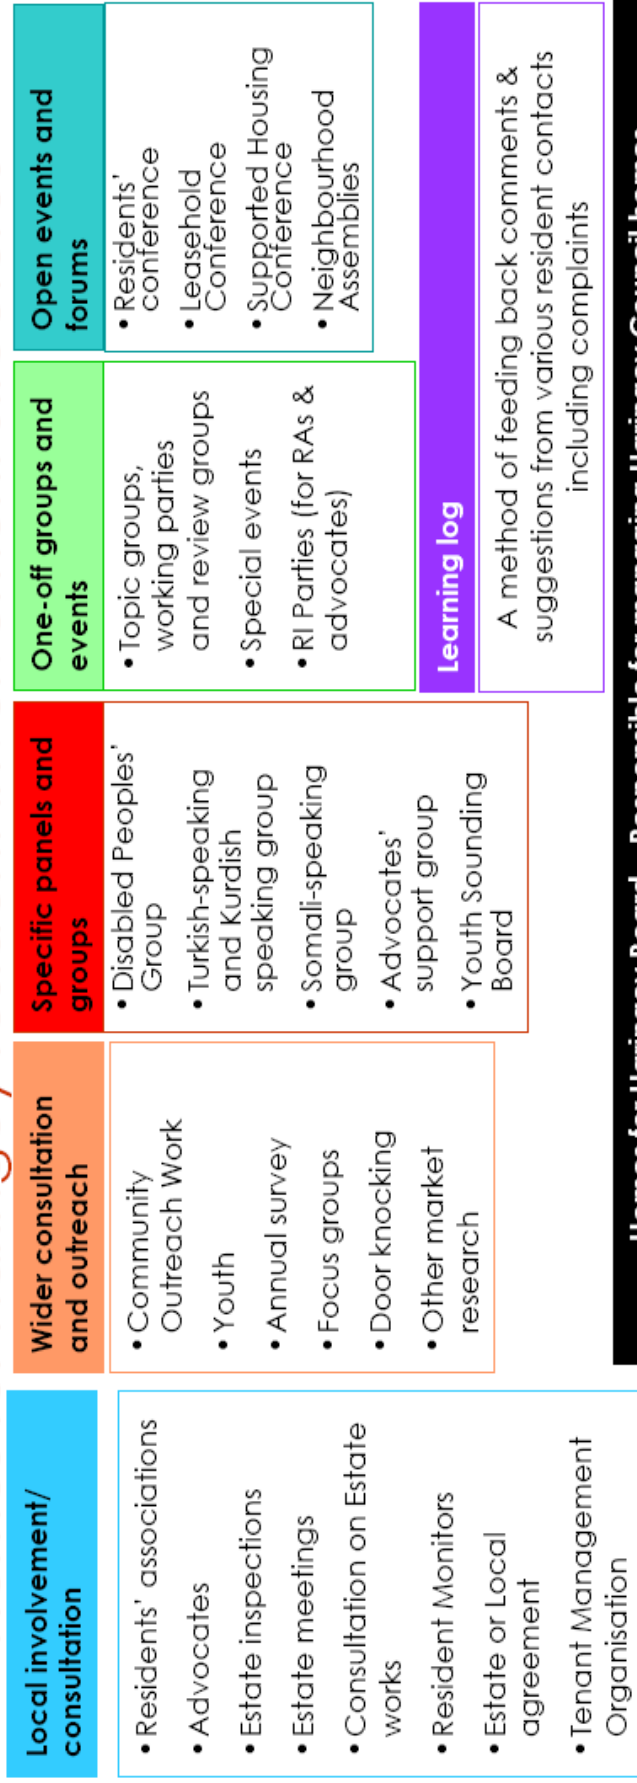 Local involvement/
consultation
• Residents' associations
• Advocates
• Estate inspections
• Estate meetings
• Consultation on Estate
works
• Resident Monitors
• Estate or Local
agreement
• Tenant Management
Organisation
Wider consultation
and outreach
• Community
Outreach Work
• Youth
• Annual survey
• Focus groups
• Door knocking
• Other market
research
Specific panels and
groups
• Disabled Peoples'
Group
• Turkish-speaking
and Kurdish
speaking group
• Somali-speaking
group
• Advocates'
support group
• Youth Sounding
Board
One-off groups and
events
• Topic groups,
working parties
and review groups
• Special events
• RI Parties (for RAs &
advocates)
Open events and
forums
• Residents'
conference
• Leasehold
Conference
• Supported Housing
Conference
• Neighbourhood
Assemblies
Learning log
A method of feeding back comments &
suggestions from various resident contacts
including complaints